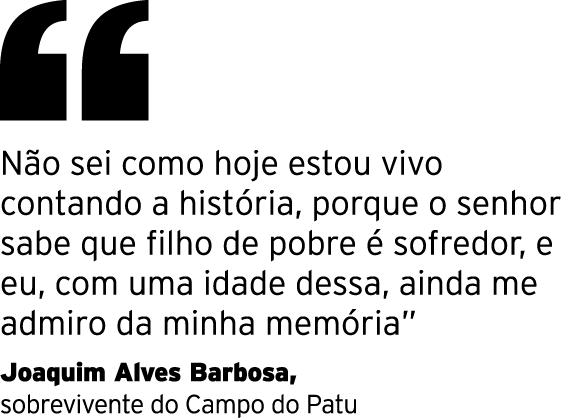 “
Não sei como hoje estou vivo
contando a história, porque o senhor
sabe que filho de pobre é sofredor, e
eu, com uma idade dessa, ainda me
admiro da minha memória”
Joaquim Alves Barbosa,
sobrevivente do Campo do Patu